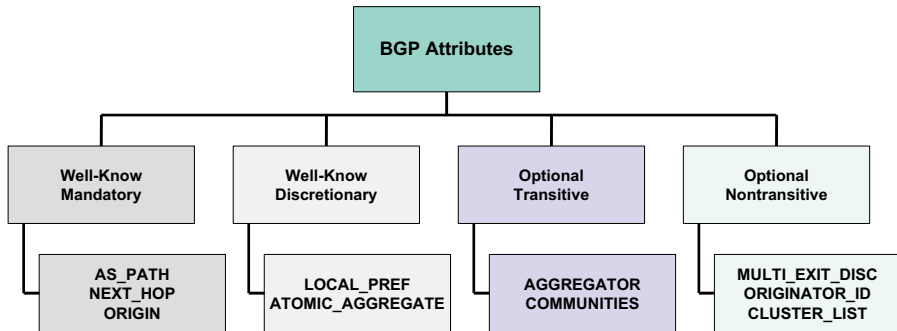 BGP Attributes
Well-Know
Mandatory
Well-Know
Discretionary
Optional
Transitive
Optional
Nontransitive
AS_PATH
NEXT_HOP
ORIGIN
LOCAL_PREF
ATOMIC_AGGREGATE
AGGREGATOR
COMMUNITIES
MULTI_EXIT_DISC
ORIGINATOR_ID
CLUSTER_LIST